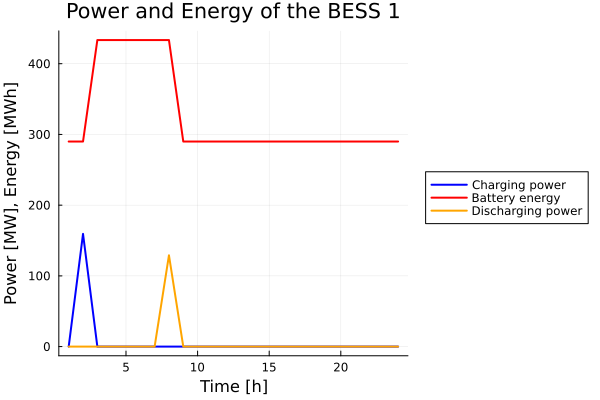 Power and Energy of the BESS 1
Power [MW], Energy [MWh]
400
300
200
100
0
5 10 15 20
Time [h]
Charging power
Battery energy
Discharging power